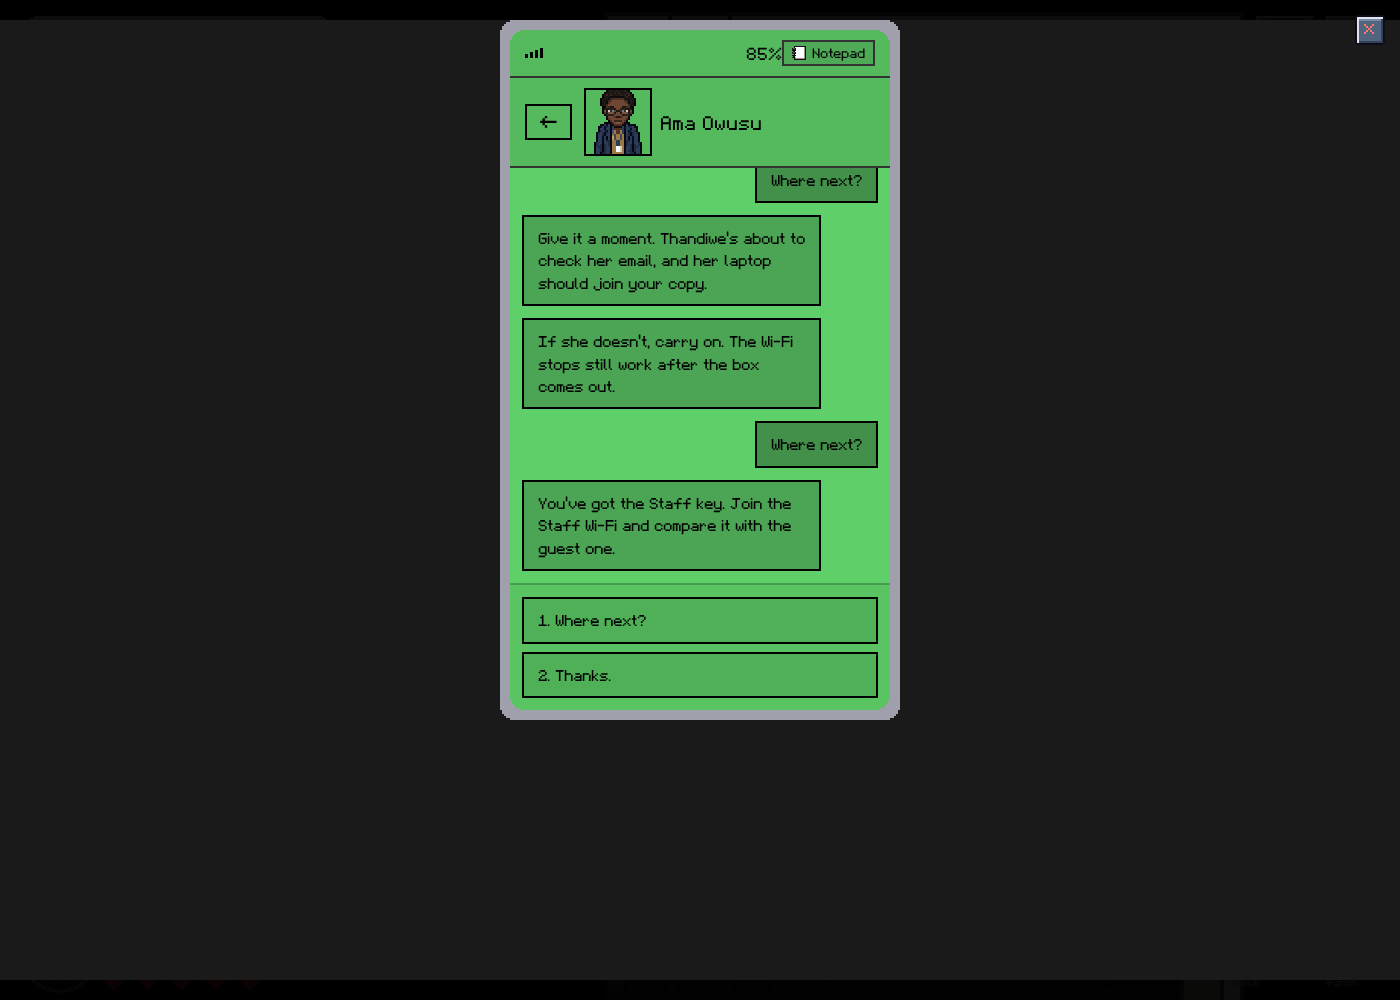 85%
Notepad
Ama Owusu
Where next?
Give it a moment. Thandiwe's about to
check her email, and her laptop
should join your copy.
If she doesn't, carry on. The Wi-Fi
stops still work after the box
comes out.
Where next?
You've got the Staff key. Join the
Staff Wi-Fi and compare it with the
guest one.
1. Where next?
2. Thanks.